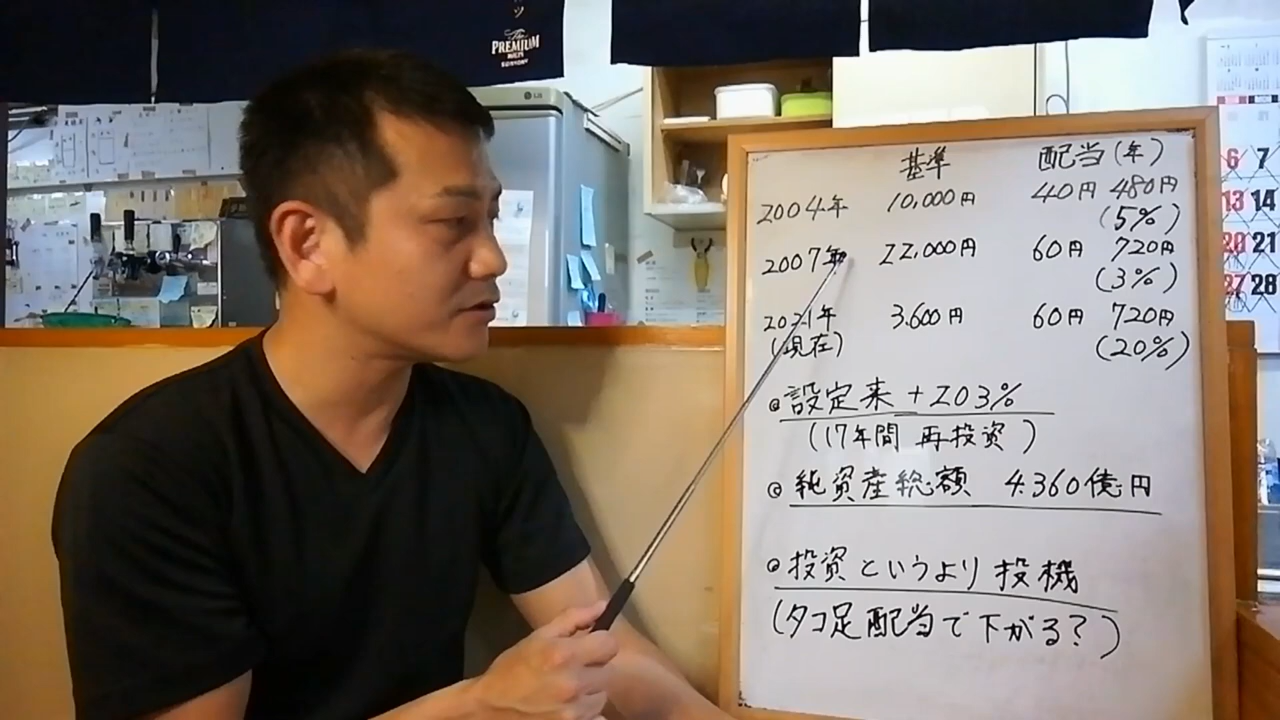 ツ
The
PREMIUM
MALT'S
SUNTORY
LG
基準 配当(年)
2004年 10,000円 40円 480円
(5%)
2007年 22,000円 60円 720円
(3%)
2021年 3,600円 60円 720円
(現在) (20%)
◎設定来+203%
(17年間 再投資)
◎純資産総額 4,360億円
◎投資というより投機
(タコ足配当で下がる?)
6 7
13 14
20 21
27 28